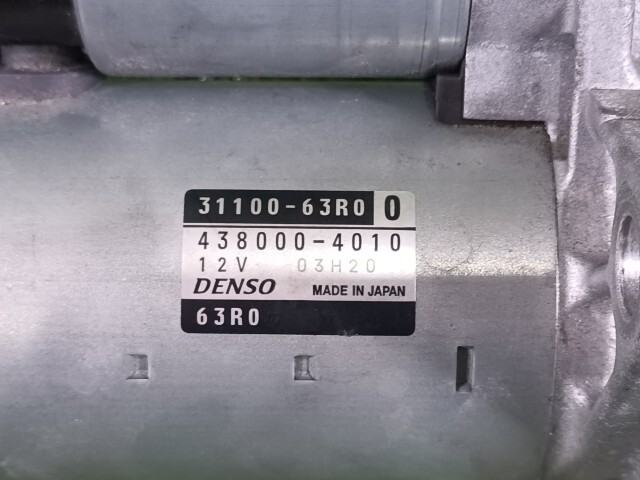 31100-63R0 0
438000-4010
12V 03H20
DENSO MADE IN JAPAN
63R0